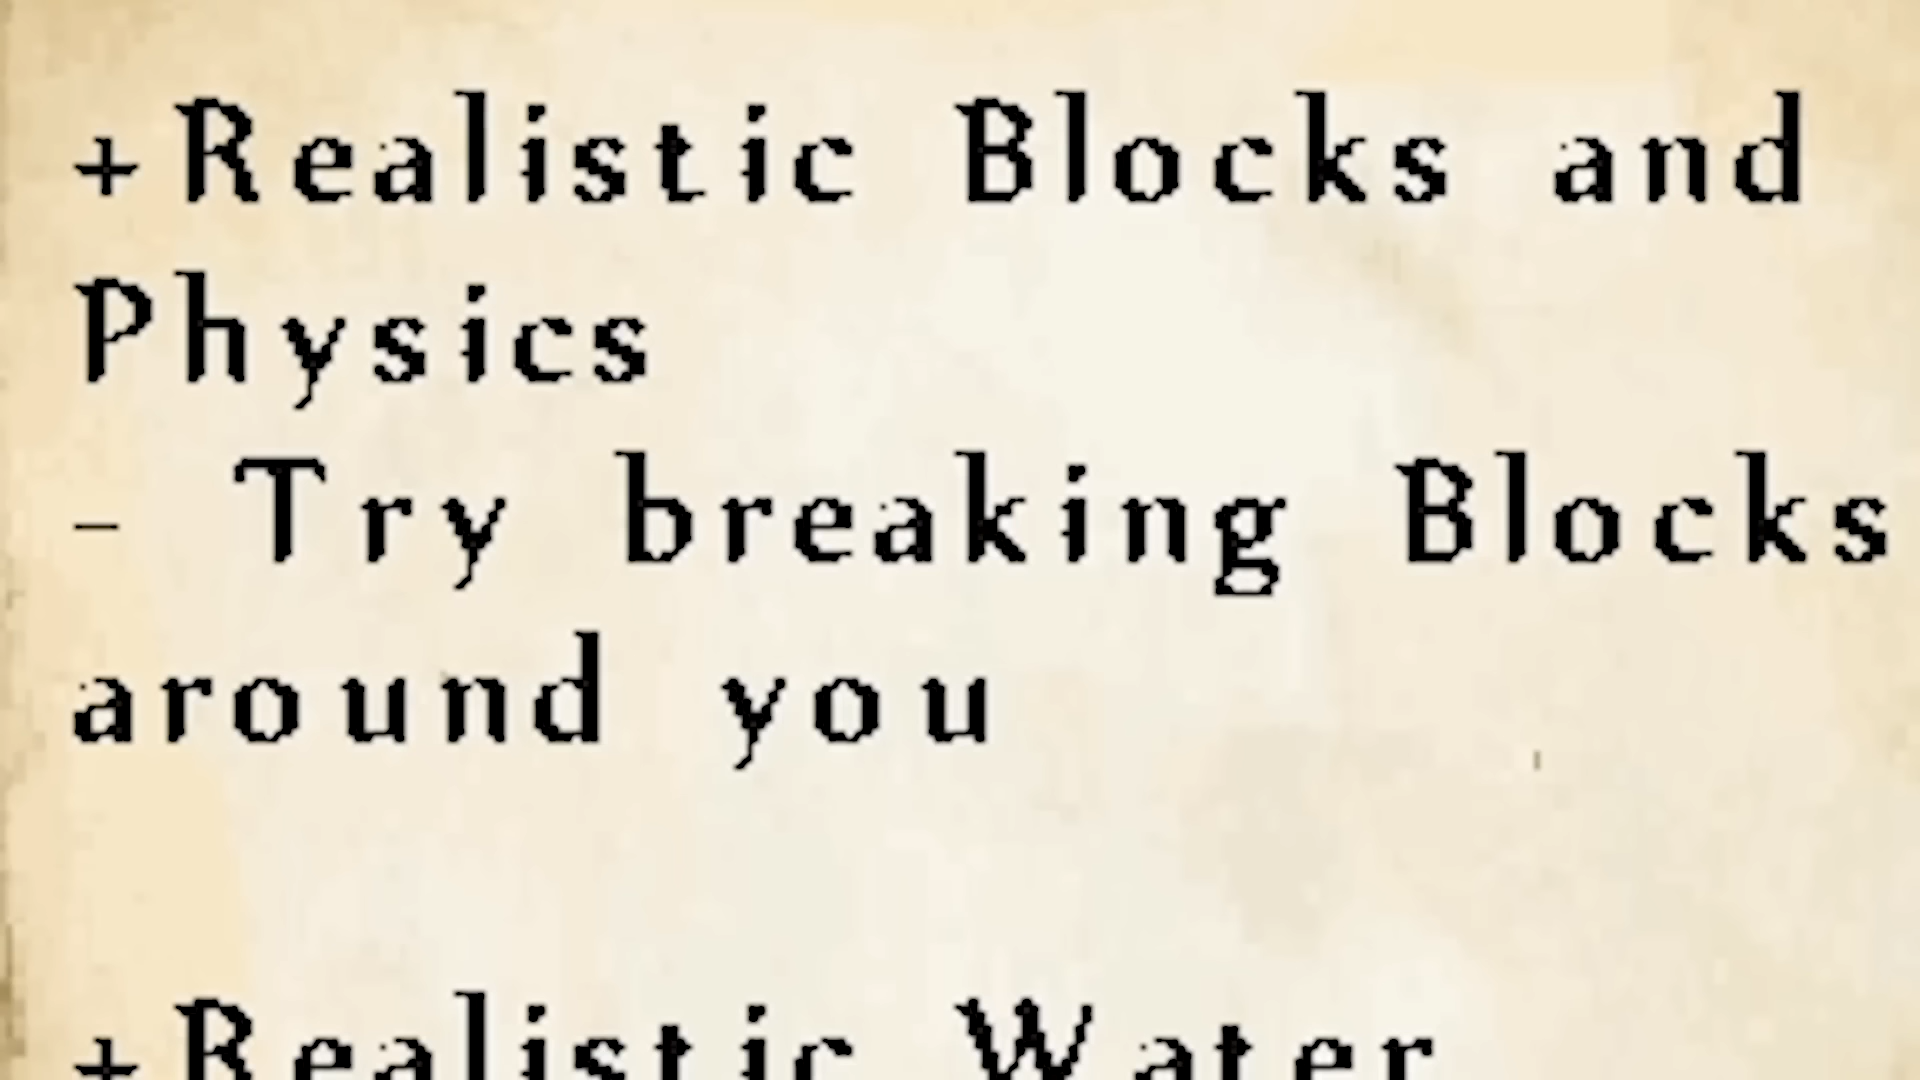 +Realistic Blocks and
Physics
- Try breaking Blocks
around you
+Realistic Water